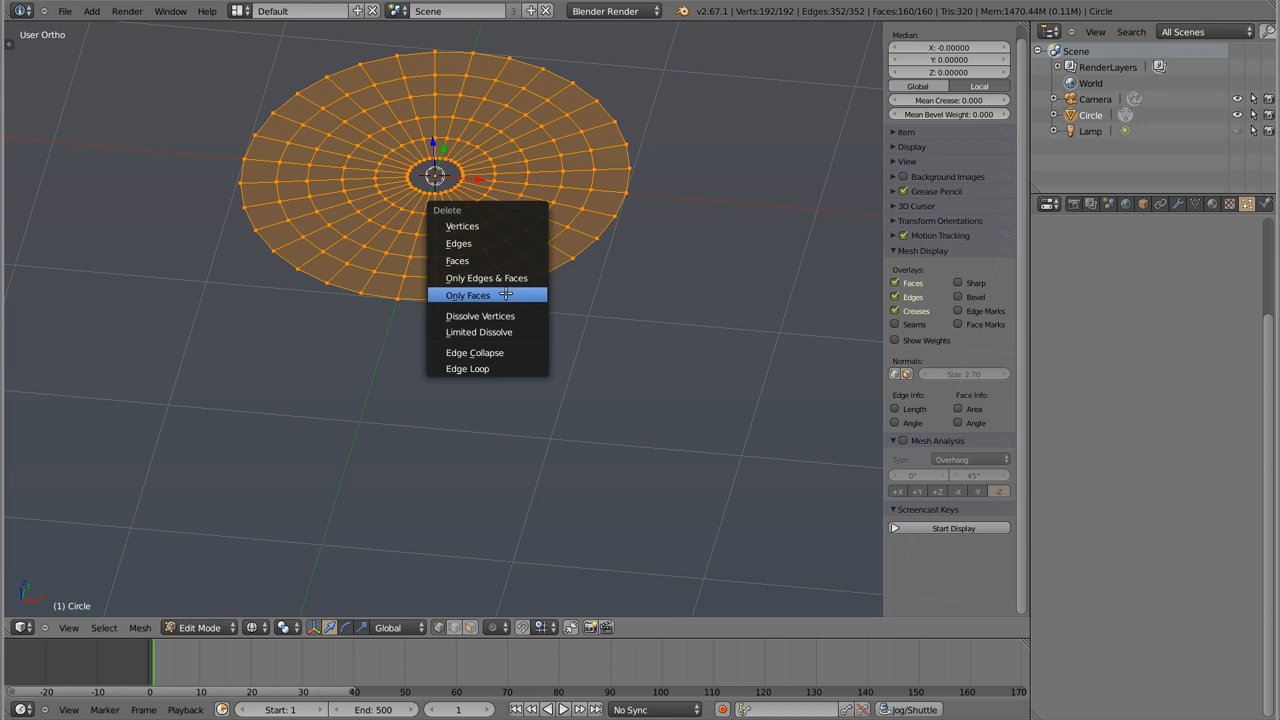 File Add Render Window Help Default Scene 3 Blender Render v2.67.1 | Verts:192/192 | Edges:352/352 | Faces:160/160 | Tris:320 | Mem:1470.44M (0.11M) | Circle
View Search All Scenes
User Ortho
Median:
X: -0.00000
Y: 0.00000
Z: 0.00000
Global Local
Mean Crease: 0.000
Mean Bevel Weight: 0.000
Item
Display
View
Background Images
Grease Pencil
3D Cursor
Transform Orientations
Motion Tracking
Mesh Display
Overlays:
Faces Sharp
Edges Bevel
Creases Edge Marks
Seams Face Marks
Show Weights
Normals:
Size: 2.70
Edge Info: Face Info:
Length Area
Angle Angle
Mesh Analysis
Type: Overhang
0° 45°
+X +Y +Z -X -Y -Z
Screencast Keys
Start Display
Scene
RenderLayers
World
Camera
Circle
Lamp
Delete
Vertices
Edges
Faces
Only Edges & Faces
Only Faces
Dissolve Vertices
Limited Dissolve
Edge Collapse
Edge Loop
(1) Circle
View Select Mesh Edit Mode Global
-20 -10 0 10 20 30 40 50 60 70 80 90 100 110 120 130 140 150 160 170
View Marker Frame Playback Start: 1 End: 500 1 No Sync Jog/Shuttle